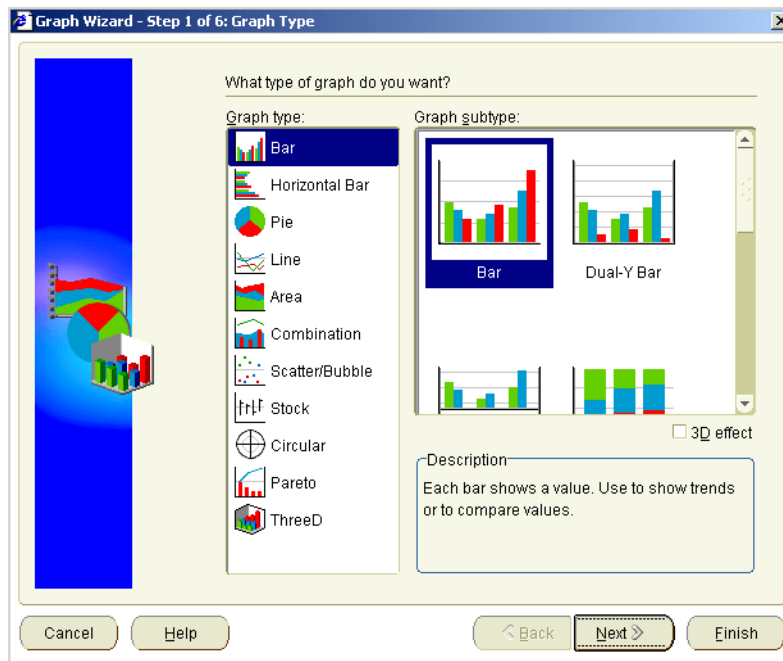 Graph Wizard - Step 1 of 6: Graph Type
What type of graph do you want?
Graph type:
Bar
Horizontal Bar
Pie
Line
Area
Combination
Scatter/Bubble
Stock
Circular
Pareto
ThreeD
Graph subtype:
Bar
Dual-Y Bar
3D effect
Description
Each bar shows a value. Use to show trends
or to compare values.
Cancel
Help
Back
Next
Finish